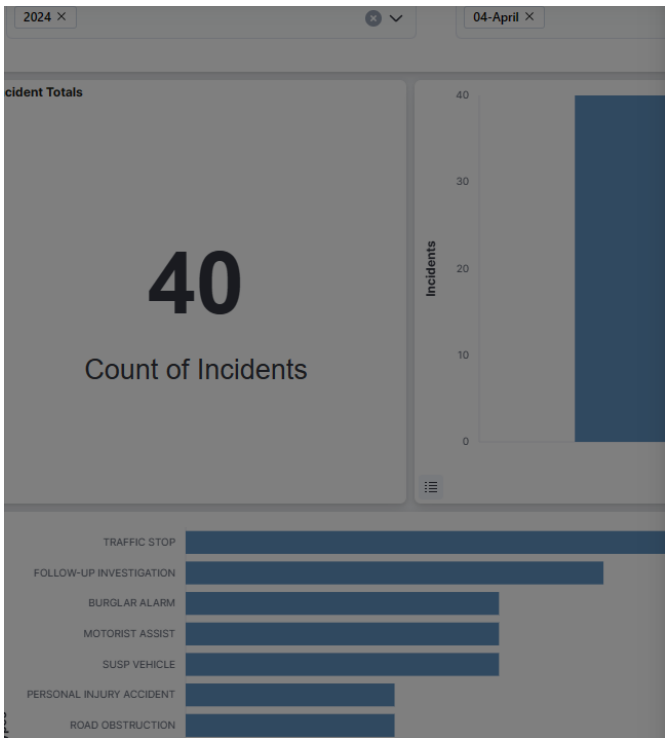 2024 ×
04-April ×
cident Totals
40
Count of Incidents
Incidents
40
30
20
10
0
TRAFFIC STOP
FOLLOW-UP INVESTIGATION
BURGLAR ALARM
MOTORIST ASSIST
SUSP VEHICLE
PERSONAL INJURY ACCIDENT
ROAD OBSTRUCTION